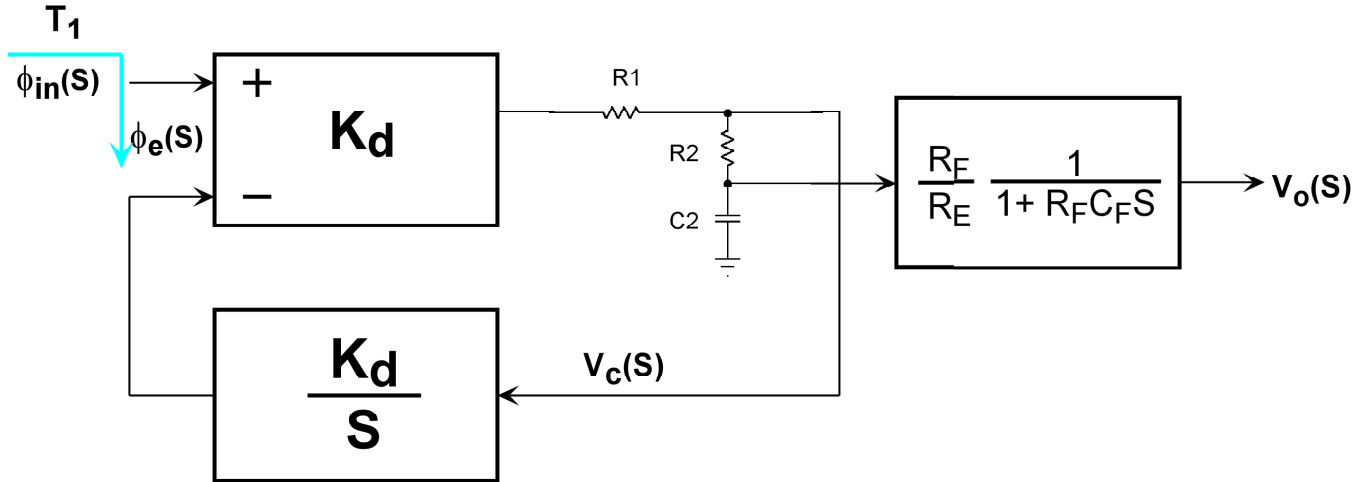 T1
ϕin(S)
ϕe(S)
+
Kd
−
R1
R2
C2
RF
RE
1
1+ RFCFS
Vo(S)
Kd
S
Vc(S)